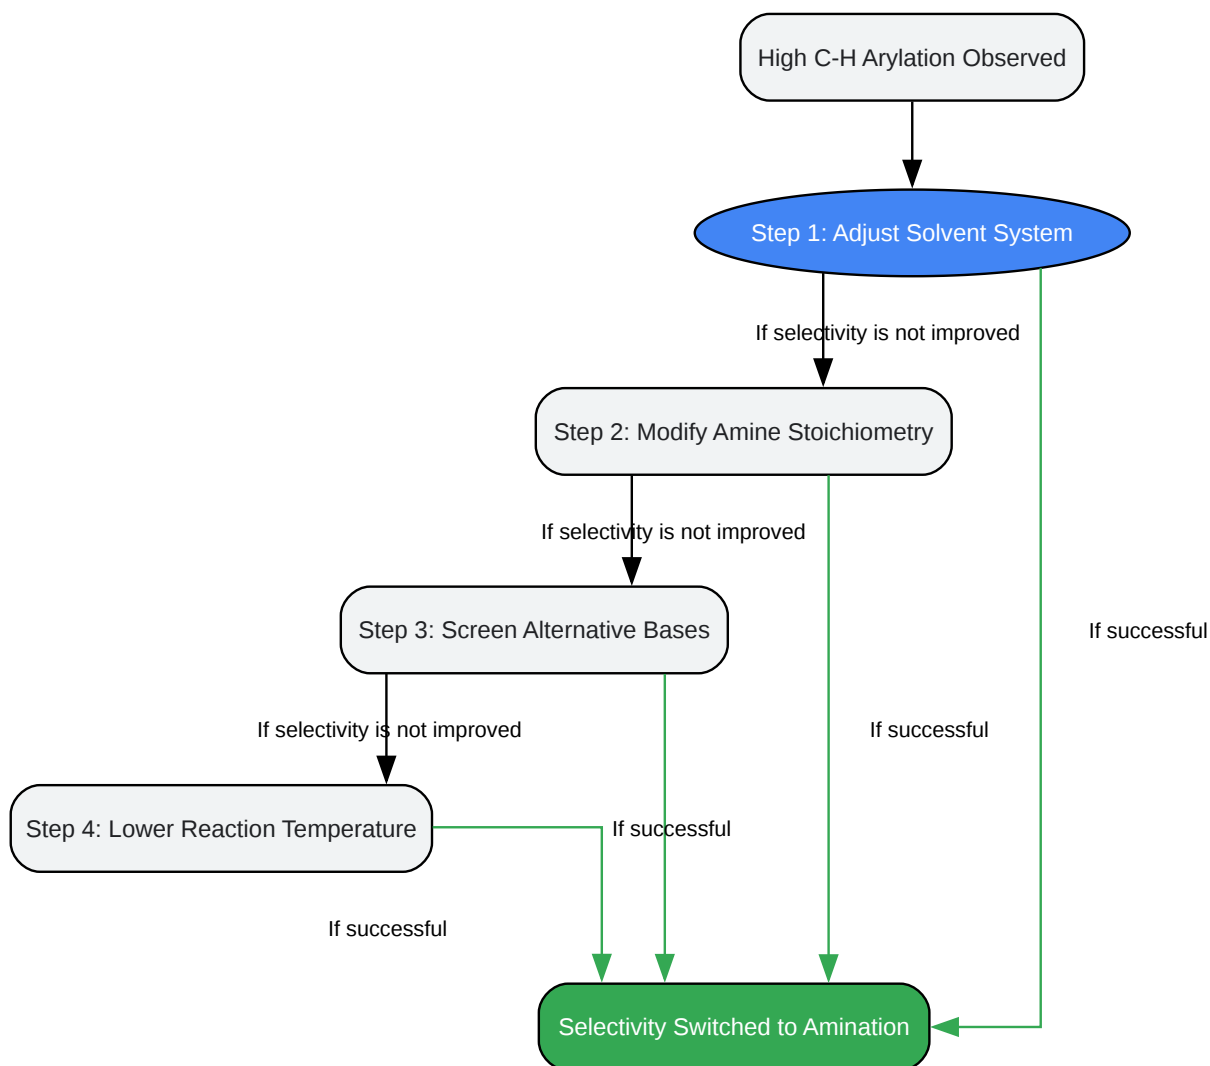 High C-H Arylation Observed
Step 1: Adjust Solvent System
If selectivity is not improved
Step 2: Modify Amine Stoichiometry
If selectivity is not improved
Step 3: Screen Alternative Bases
If successful
If selectivity is not improved
If successful
Step 4: Lower Reaction Temperature
If successful
If successful
Selectivity Switched to Amination